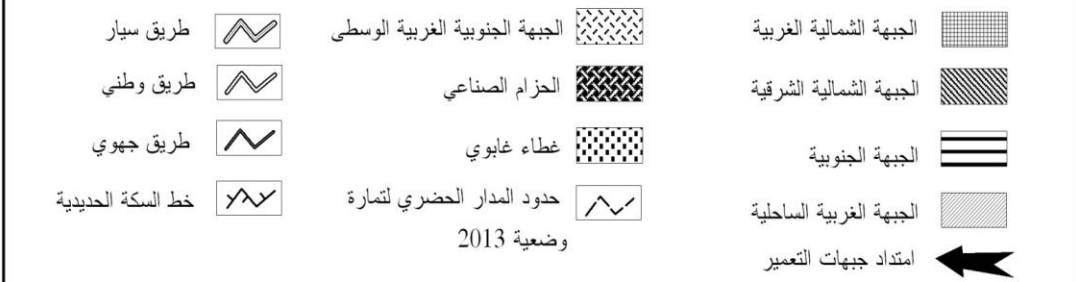 الجبهة الشمالية الغربية
الجبهة الشمالية الشرقية
الجبهة الجنوبية
الجبهة الغربية الساحلية
امتداد جبهات التعمير
الجبهة الجنوبية الغربية الوسطى
الحزام الصناعي
غطاء غابوي
حدود المدار الحضري لتمارة
وضعية 2013
طريق سيار
طريق وطني
طريق جهوي
خط السكة الحديدية